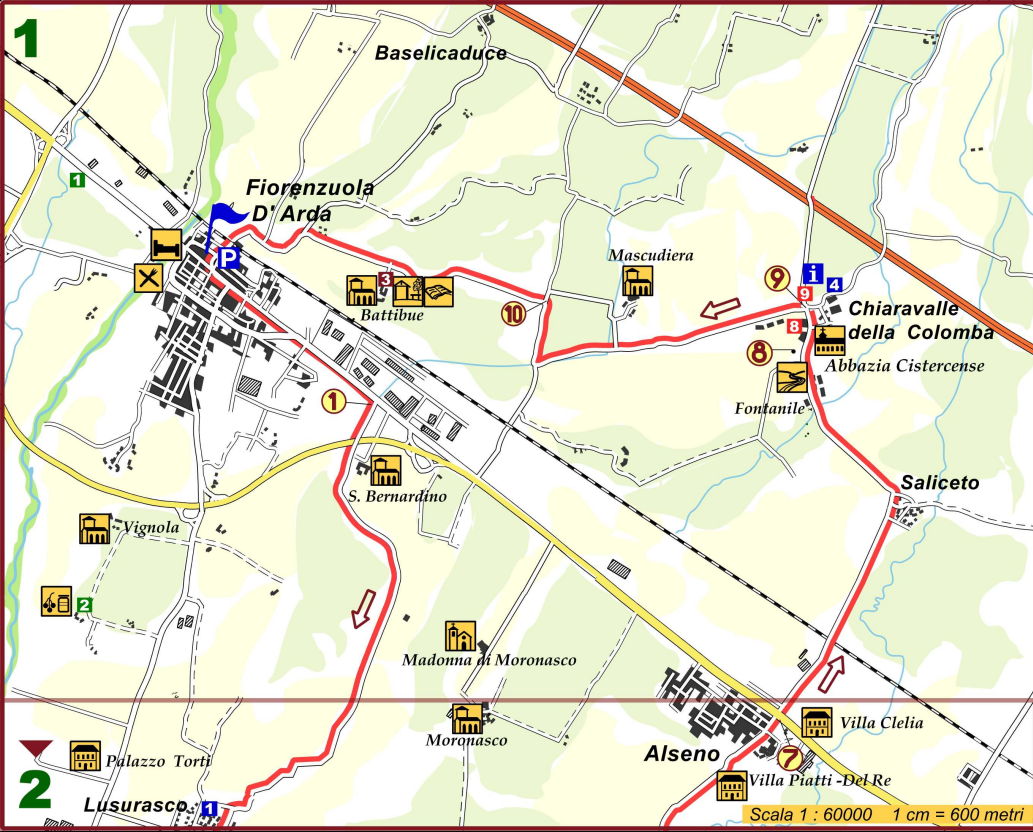 1
Baselicaduce
1
Fiorenzuola
D' Arda
P
Mascudiera
3
Battibue
10
9
i
4
9
8
Chiaravalle
della Colomba
8
Abbazia Cistercense
Fontanile
1
S. Bernardino
Saliceto
Vignola
2
Madonna di Moronasco
Moronasco
Villa Clelia
Alseno
7
Palazzo Torti
Villa Piatti -Del Re
2
Lusurasco
1
Scala 1 : 60000 1 cm = 600 metri